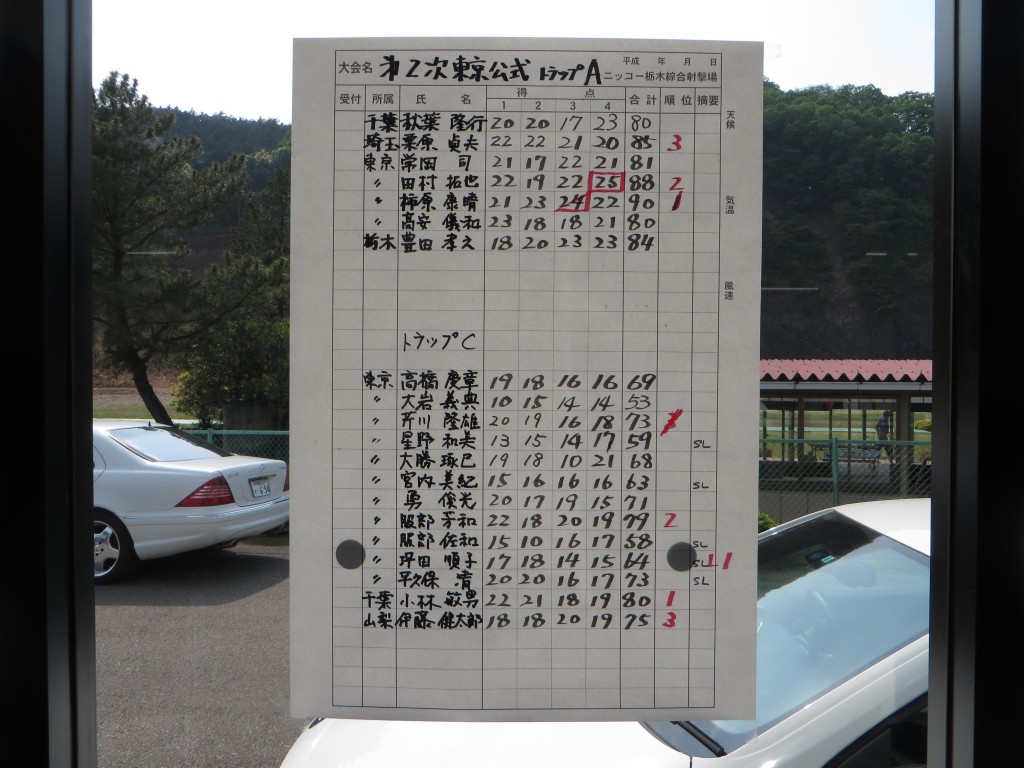 大会名 第2次東京公式 トラップA 平成 年 月 日
ニッコー栃木綜合射撃場
受付 所属 氏 名 得 点 合計 順位 摘要
1 2 3 4
千葉 秋葉 隆行 20 20 17 23 80
埼玉 栗原 貞夫 22 22 21 20 85 3
東京 常岡 司 21 17 22 21 81
〃 田村 拓也 22 19 22 25 88 2
〃 柿原 康晴 21 23 24 22 90 1
高安 儀和 23 18 18 21 80
栃木 豊田 孝久 18 20 23 23 84
トラップC
東京 高橋 慶章 19 18 16 16 69
〃 大岩 義典 10 15 14 14 53
〃 芹川 隆雄 20 19 16 18 73
〃 星野 和美 13 15 14 17 59 SL
〃 大勝 琢巳 19 18 10 21 68
〃 宮内 美紀 15 16 16 16 63 SL
〃 勇 俊光 20 17 19 15 71
〃 服部 芳和 22 18 20 19 79 2
〃 服部 佐和 15 10 16 17 58 SL
〃 坪田 順子 17 18 14 15 64 SL L1
〃 平久保 清 20 20 16 17 73 SL
千葉 小林 敏男 22 21 18 19 80 1
山梨 伊藤 健太郎 18 18 20 19 75 3
天候
気温
風速